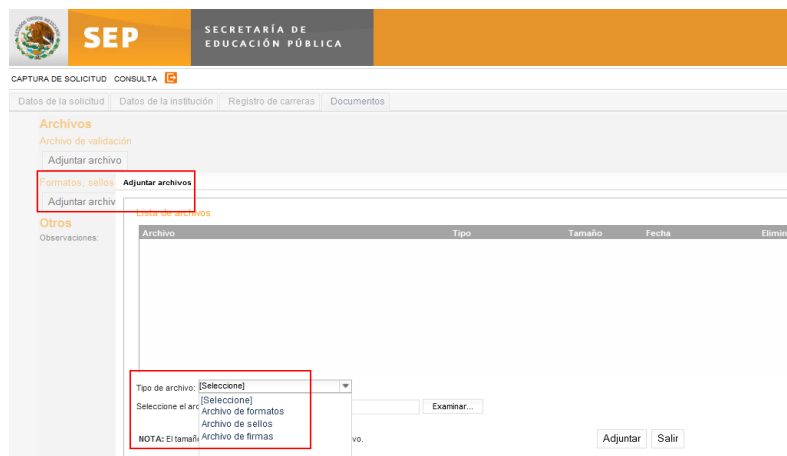 SEP
SECRETARÍA DE
EDUCACIÓN PÚBLICA
CAPTURA DE SOLICITUD CONSULTA
Datos de la solicitud Datos de la institución Registro de carreras Documentos
Archivos
Archivo de validación
Adjuntar archivo
Formatos, sellos Adjuntar archivos
Adjuntar archiv
Lista de archivos
Otros
Observaciones:
Archivo Tipo Tamaño Fecha Elimin
Tipo de archivo: [Seleccione]
[Seleccione]
Seleccione el arc Archivo de formatos Examinar...
Archivo de sellos
NOTA: El tamañ Archivo de firmas vo. Adjuntar Salir